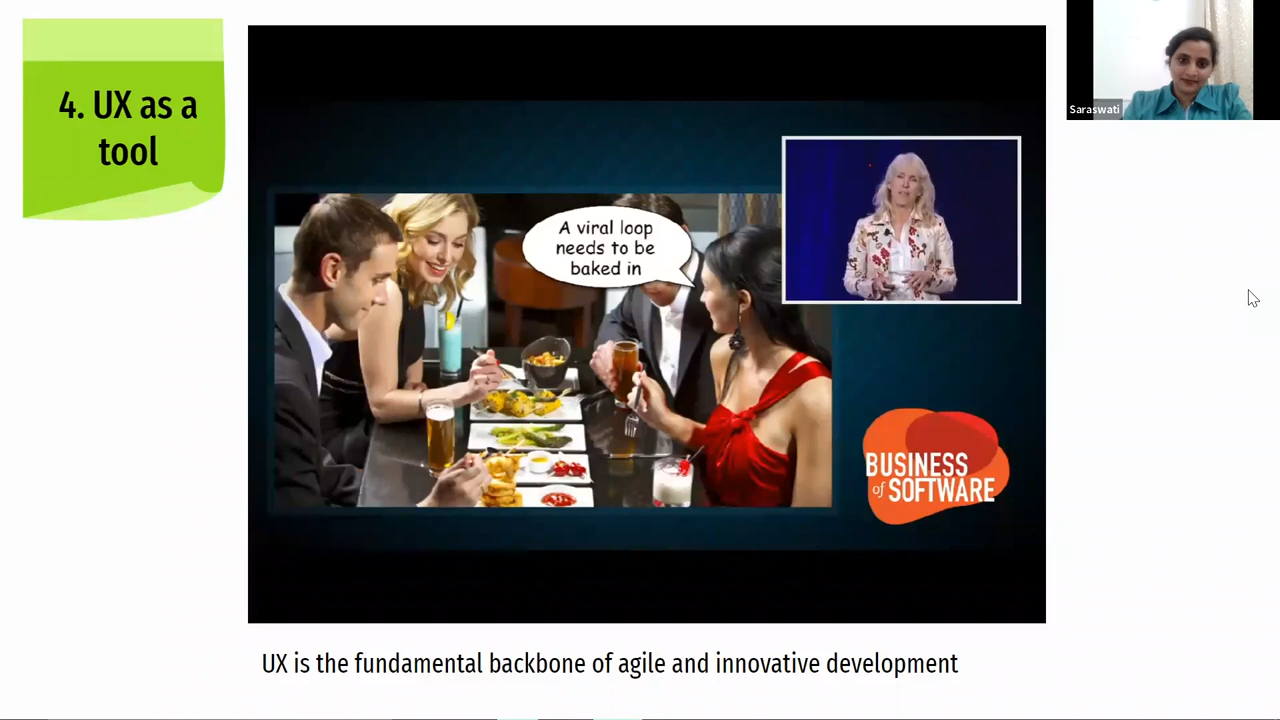 4. UX as a
tool
A viral loop
needs to be
baked in
Saraswati
BUSINESS
of SOFTWARE
UX is the fundamental backbone of agile and innovative development